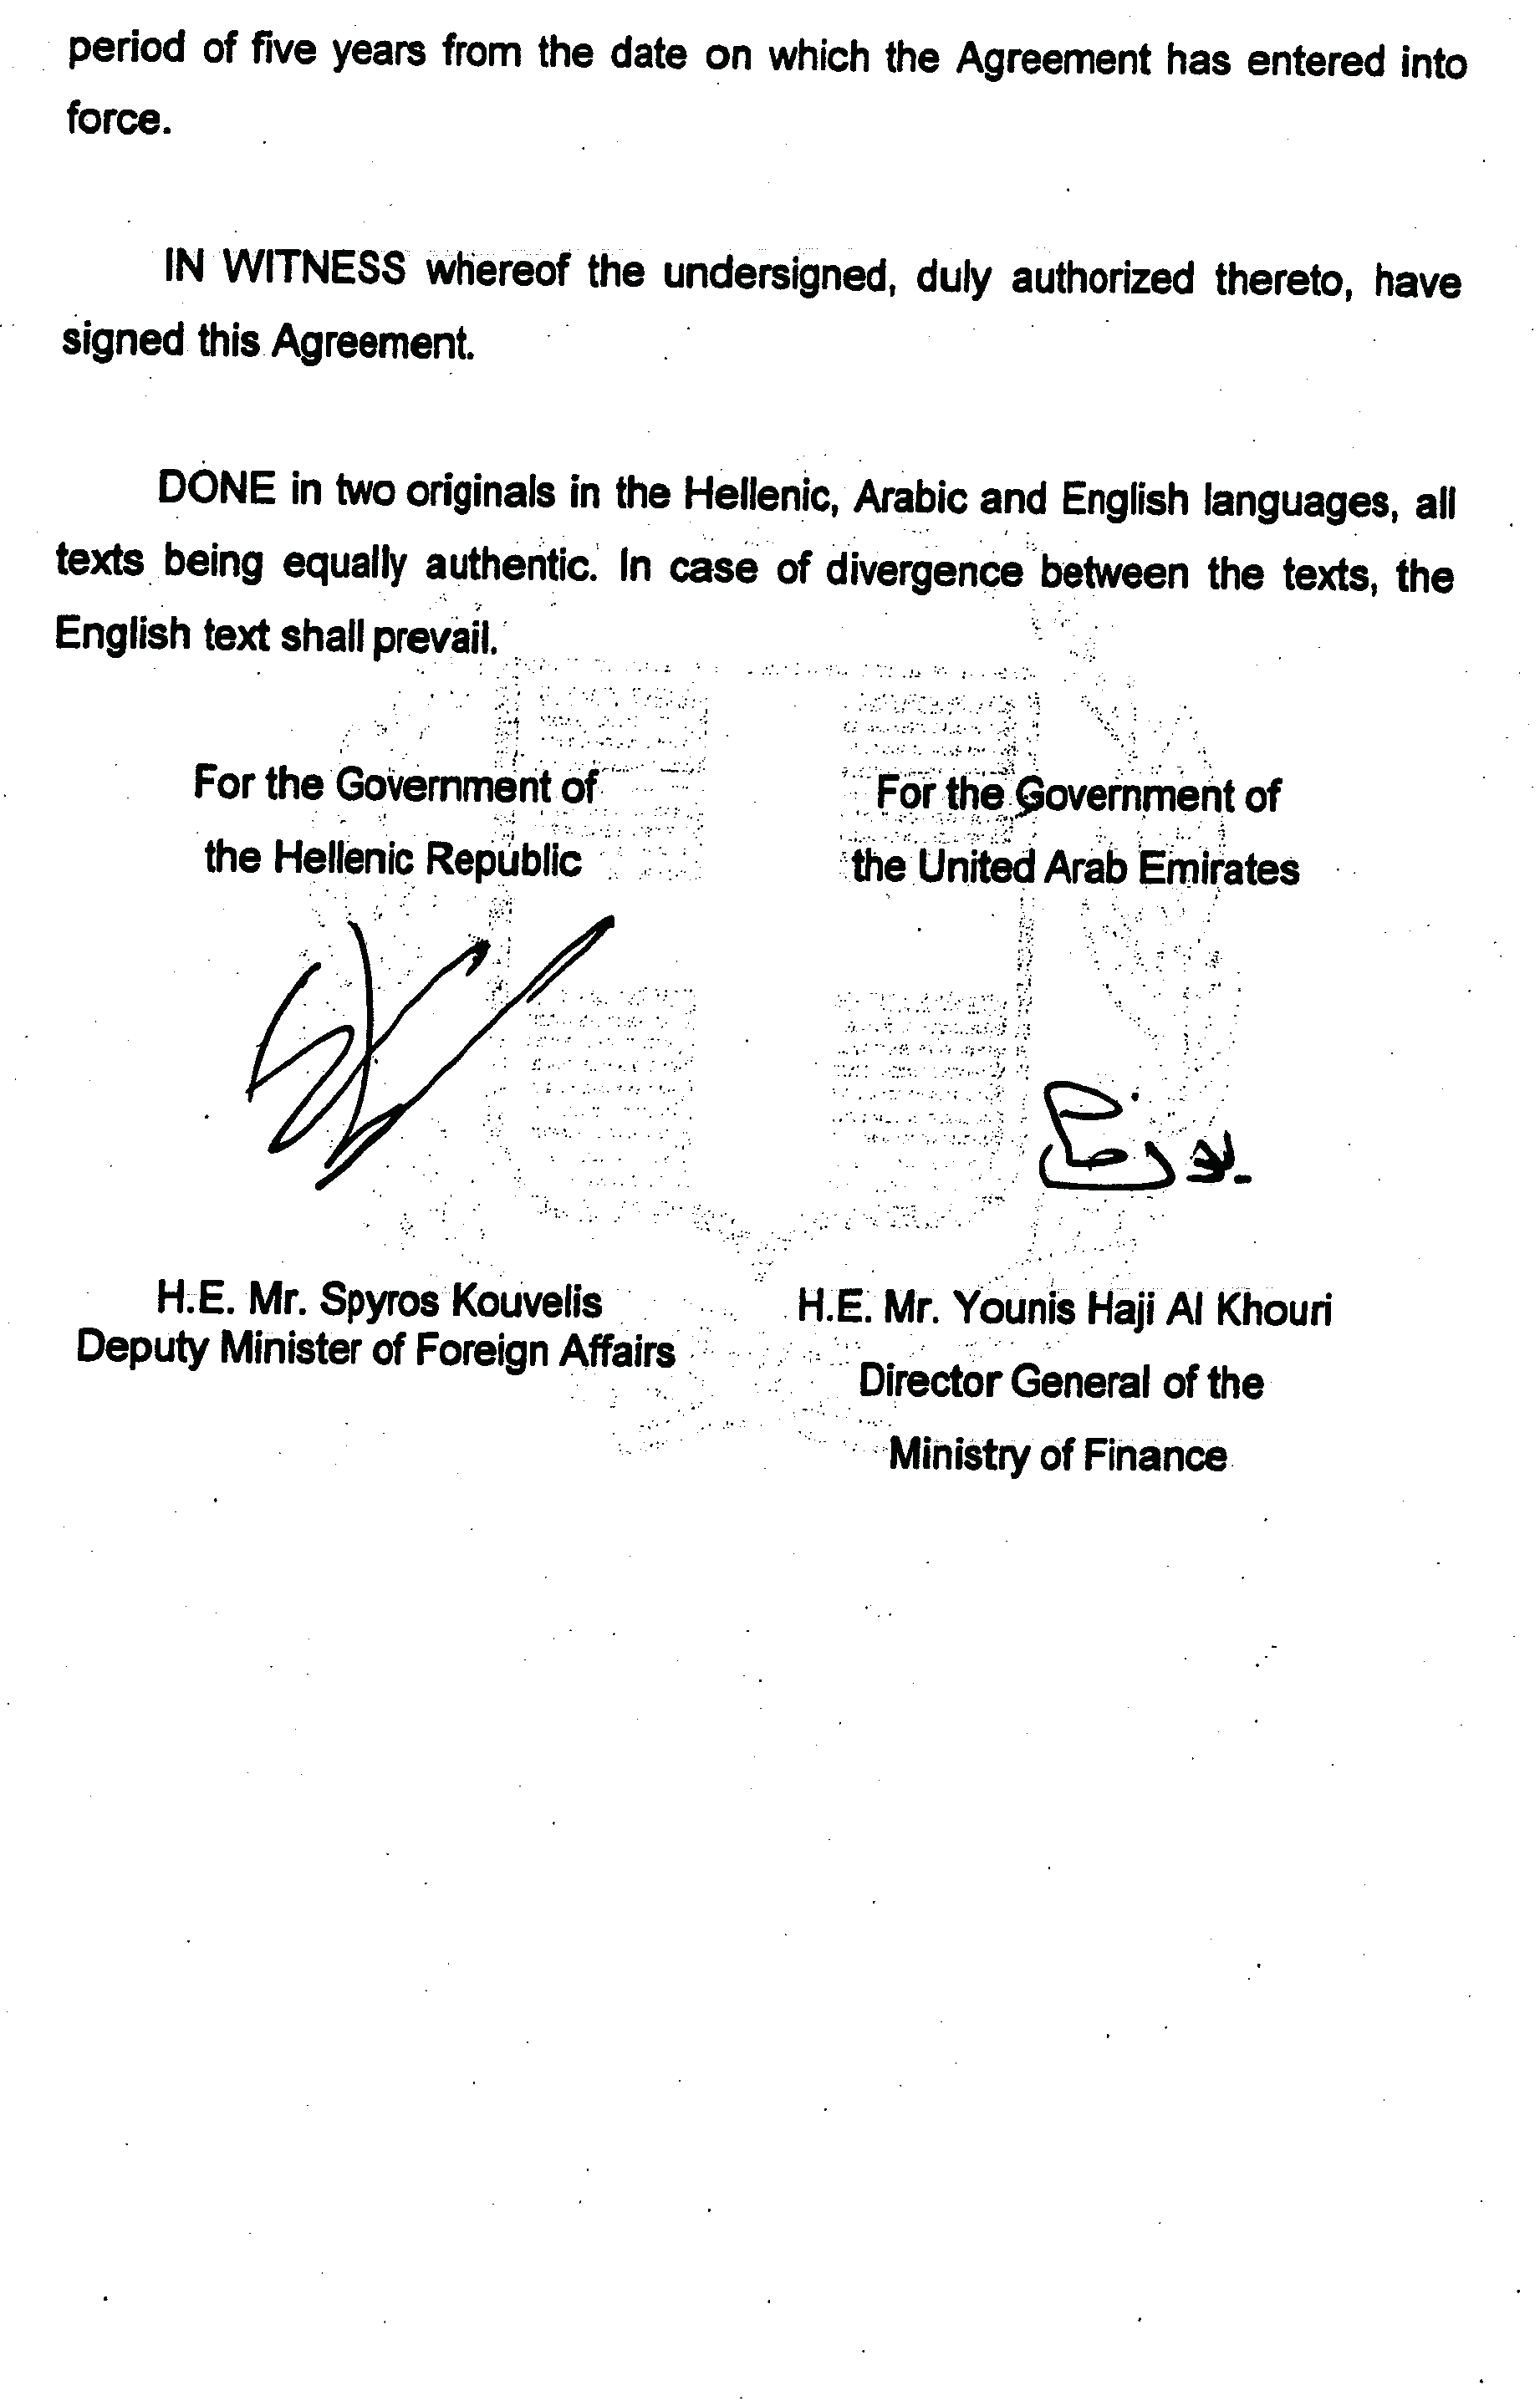 period of five years from the date on which the Agreement has entered into
force.
IN WITNESS whereof the undersigned, duly authorized thereto, have
signed this Agreement.
DONE in two originals in the Hellenic, Arabic and English languages, all
texts being equally authentic. In case of divergence between the texts, the
English text shall prevail.
For the Government of
the Hellenic Republic
For the Government of
the United Arab Emirates
H.E. Mr. Spyros Kouvelis
Deputy Minister of Foreign Affairs
H.E. Mr. Younis Haji Al Khouri
Director General of the
Ministry of Finance